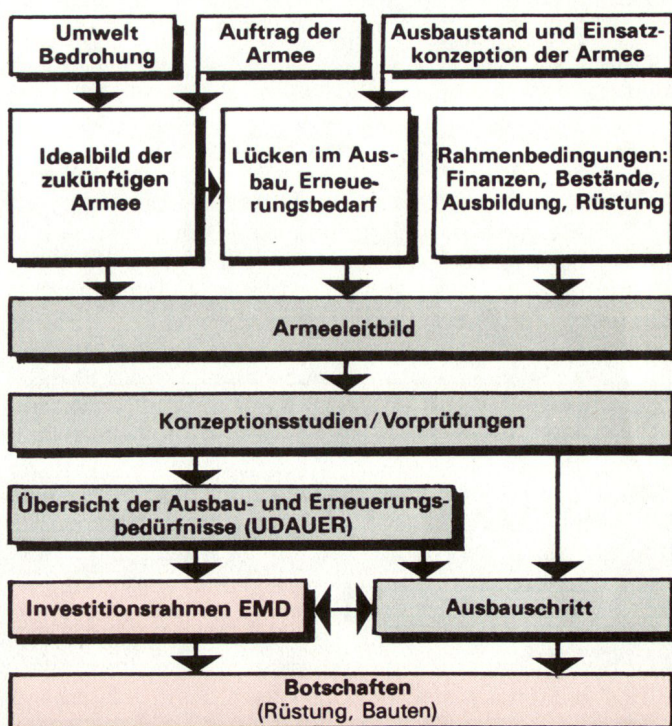 Umwelt
Bedrohung
Auftrag der
Armee
Ausbaustand und Einsatz-
konzeption der Armee
Idealbild der
zukünftigen
Armee
Lücken im Aus-
bau, Erneue-
rungsbedarf
Rahmenbedingungen:
Finanzen, Bestände,
Ausbildung, Rüstung
Armeeleitbild
Konzeptionsstudien/Vorprüfungen
Übersicht der Ausbau- und Erneuerungs-
bedürfnisse (UDAUER)
Investitionsrahmen EMD
Ausbauschritt
Botschaften
(Rüstung, Bauten)